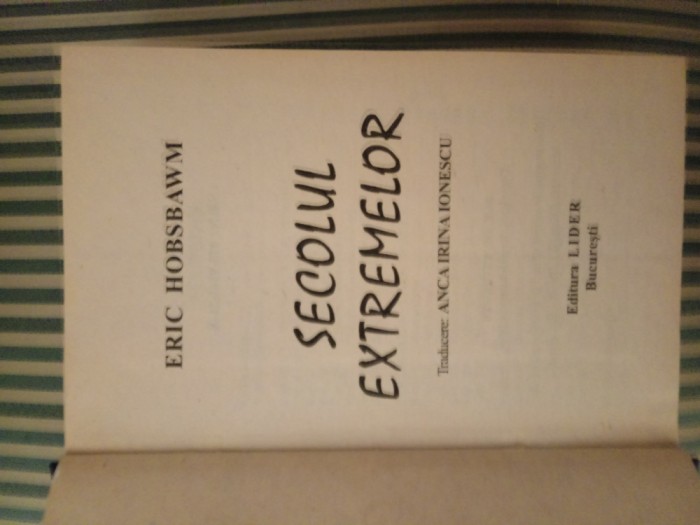 ERIC HOBSBAWM
SECOLUL
EXTREMELOR
Traducere: ANCA IRINA IONESCU
Editura LIDER
București